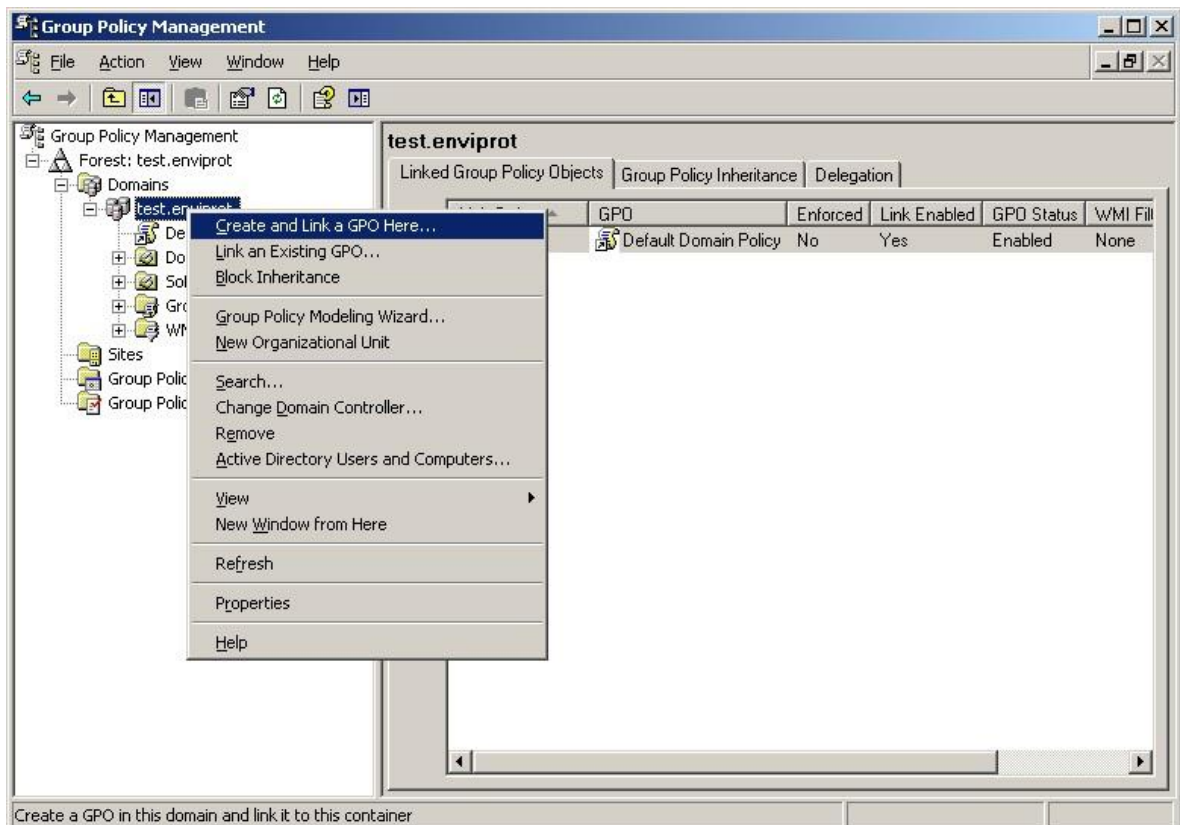 Group Policy Management
File Action View Window Help
Group Policy Management
Forest: test.enviprot
Domains
test.enviprot
De
Do
Sol
Gro
WM
Sites
Group Polic
Group Polic
test.enviprot
Linked Group Policy Objects Group Policy Inheritance Delegation
GPO Enforced Link Enabled GPO Status WMI Fil
Default Domain Policy No Yes Enabled None
Create and Link a GPO Here...
Link an Existing GPO...
Block Inheritance
Group Policy Modeling Wizard...
New Organizational Unit
Search...
Change Domain Controller...
Remove
Active Directory Users and Computers...
View
New Window from Here
Refresh
Properties
Help
Create a GPO in this domain and link it to this container